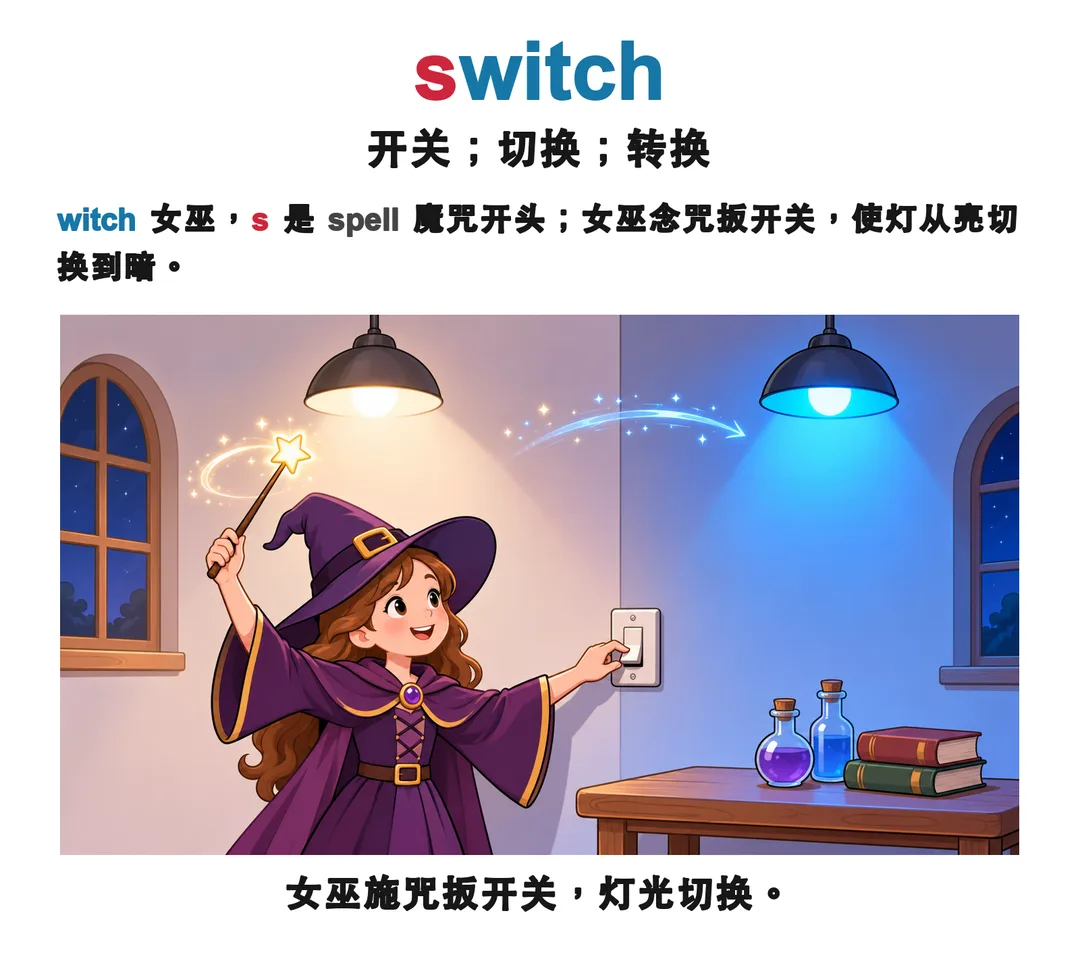 switch
开关；切换；转换
witch 女巫，s 是 spell 魔咒开头；女巫念咒扳开关，使灯从亮切
换到暗。
女巫施咒扳开关，灯光切换。